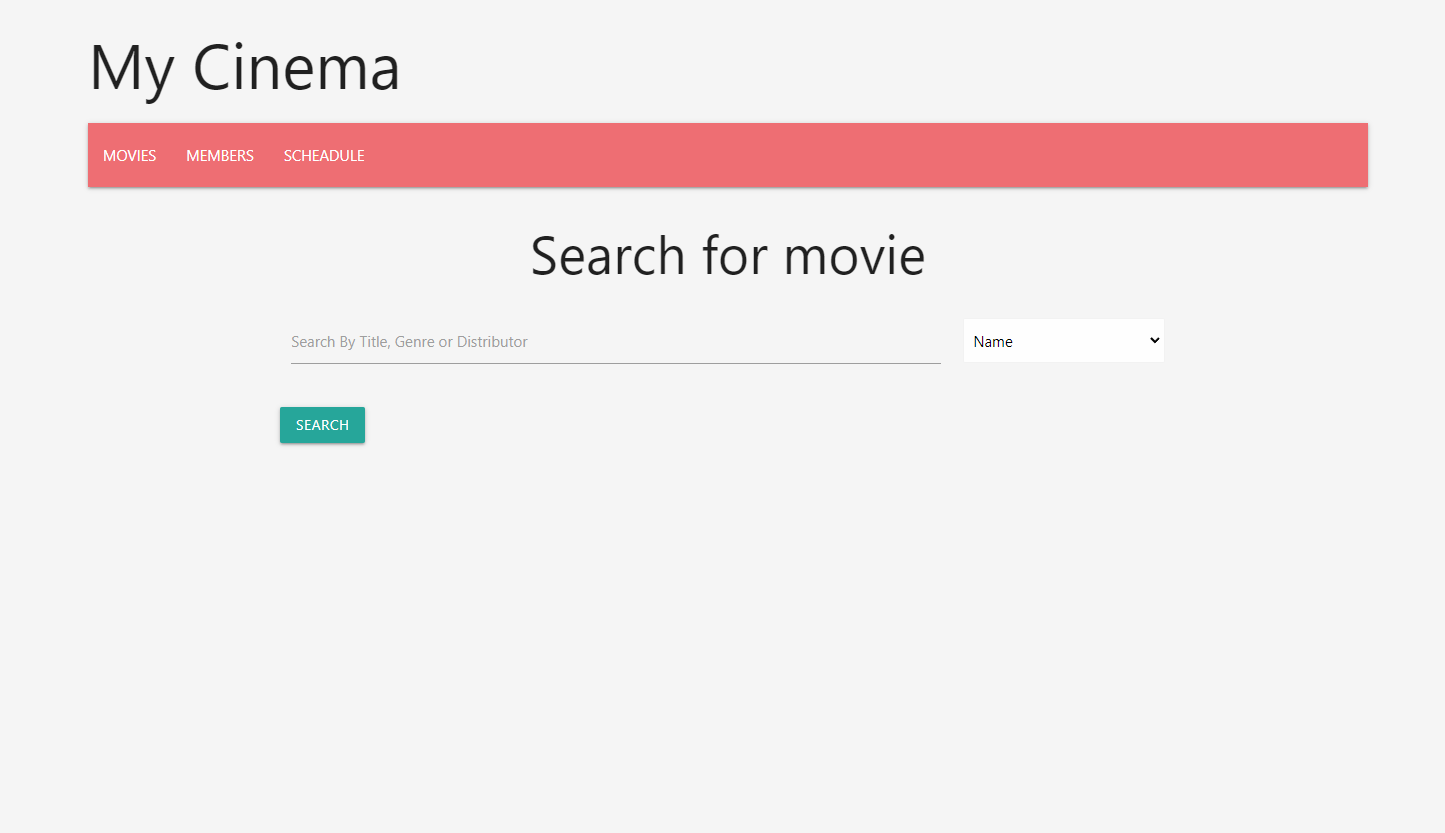 My Cinema
MOVIES MEMBERS SCHEADULE
Search for movie
Search By Title, Genre or Distributor Name
SEARCH